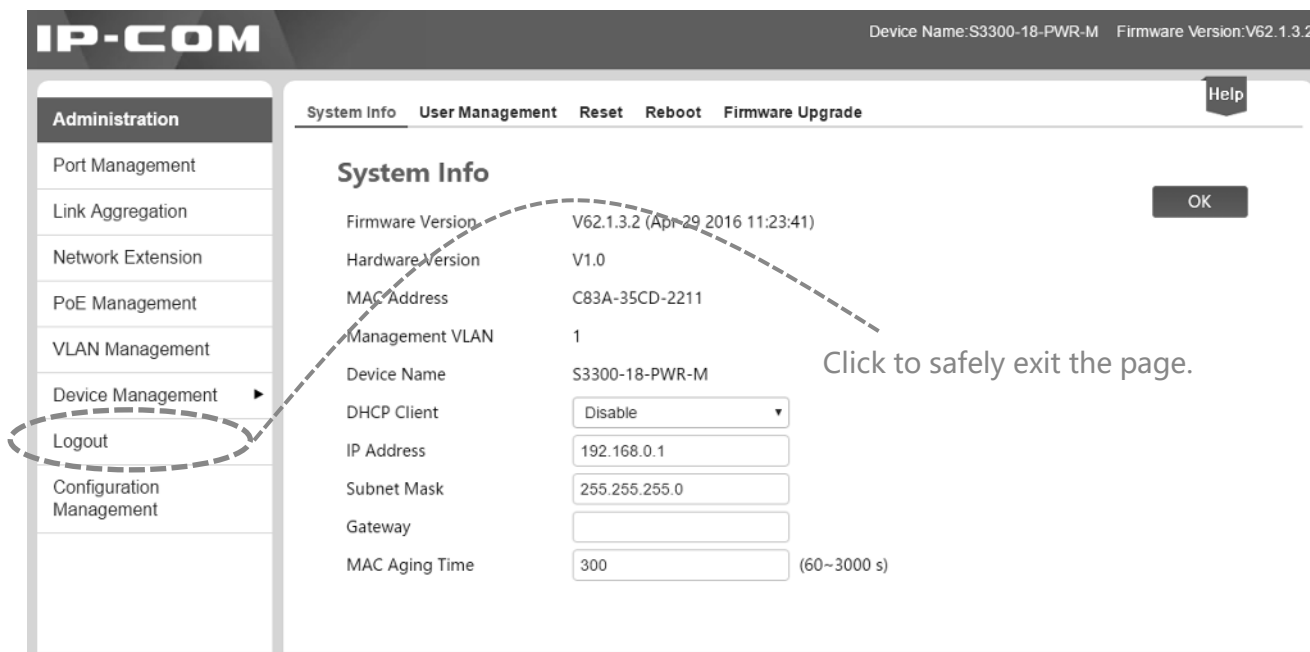 IP-COM
Device Name:S3300-18-PWR-M Firmware Version:V62.1.3.2
Help
Administration
Port Management
Link Aggregation
Network Extension
PoE Management
VLAN Management
Device Management
Logout
Configuration
Management
System Info User Management Reset Reboot Firmware Upgrade
System Info
OK
Firmware Version V62.1.3.2 (Apr 29 2016 11:23:41)
Hardware Version V1.0
MAC Address C83A-35CD-2211
Management VLAN 1
Device Name S3300-18-PWR-M
DHCP Client Disable
IP Address 192.168.0.1
Subnet Mask 255.255.255.0
Gateway
MAC Aging Time 300 (60~3000 s)
Click to safely exit the page.